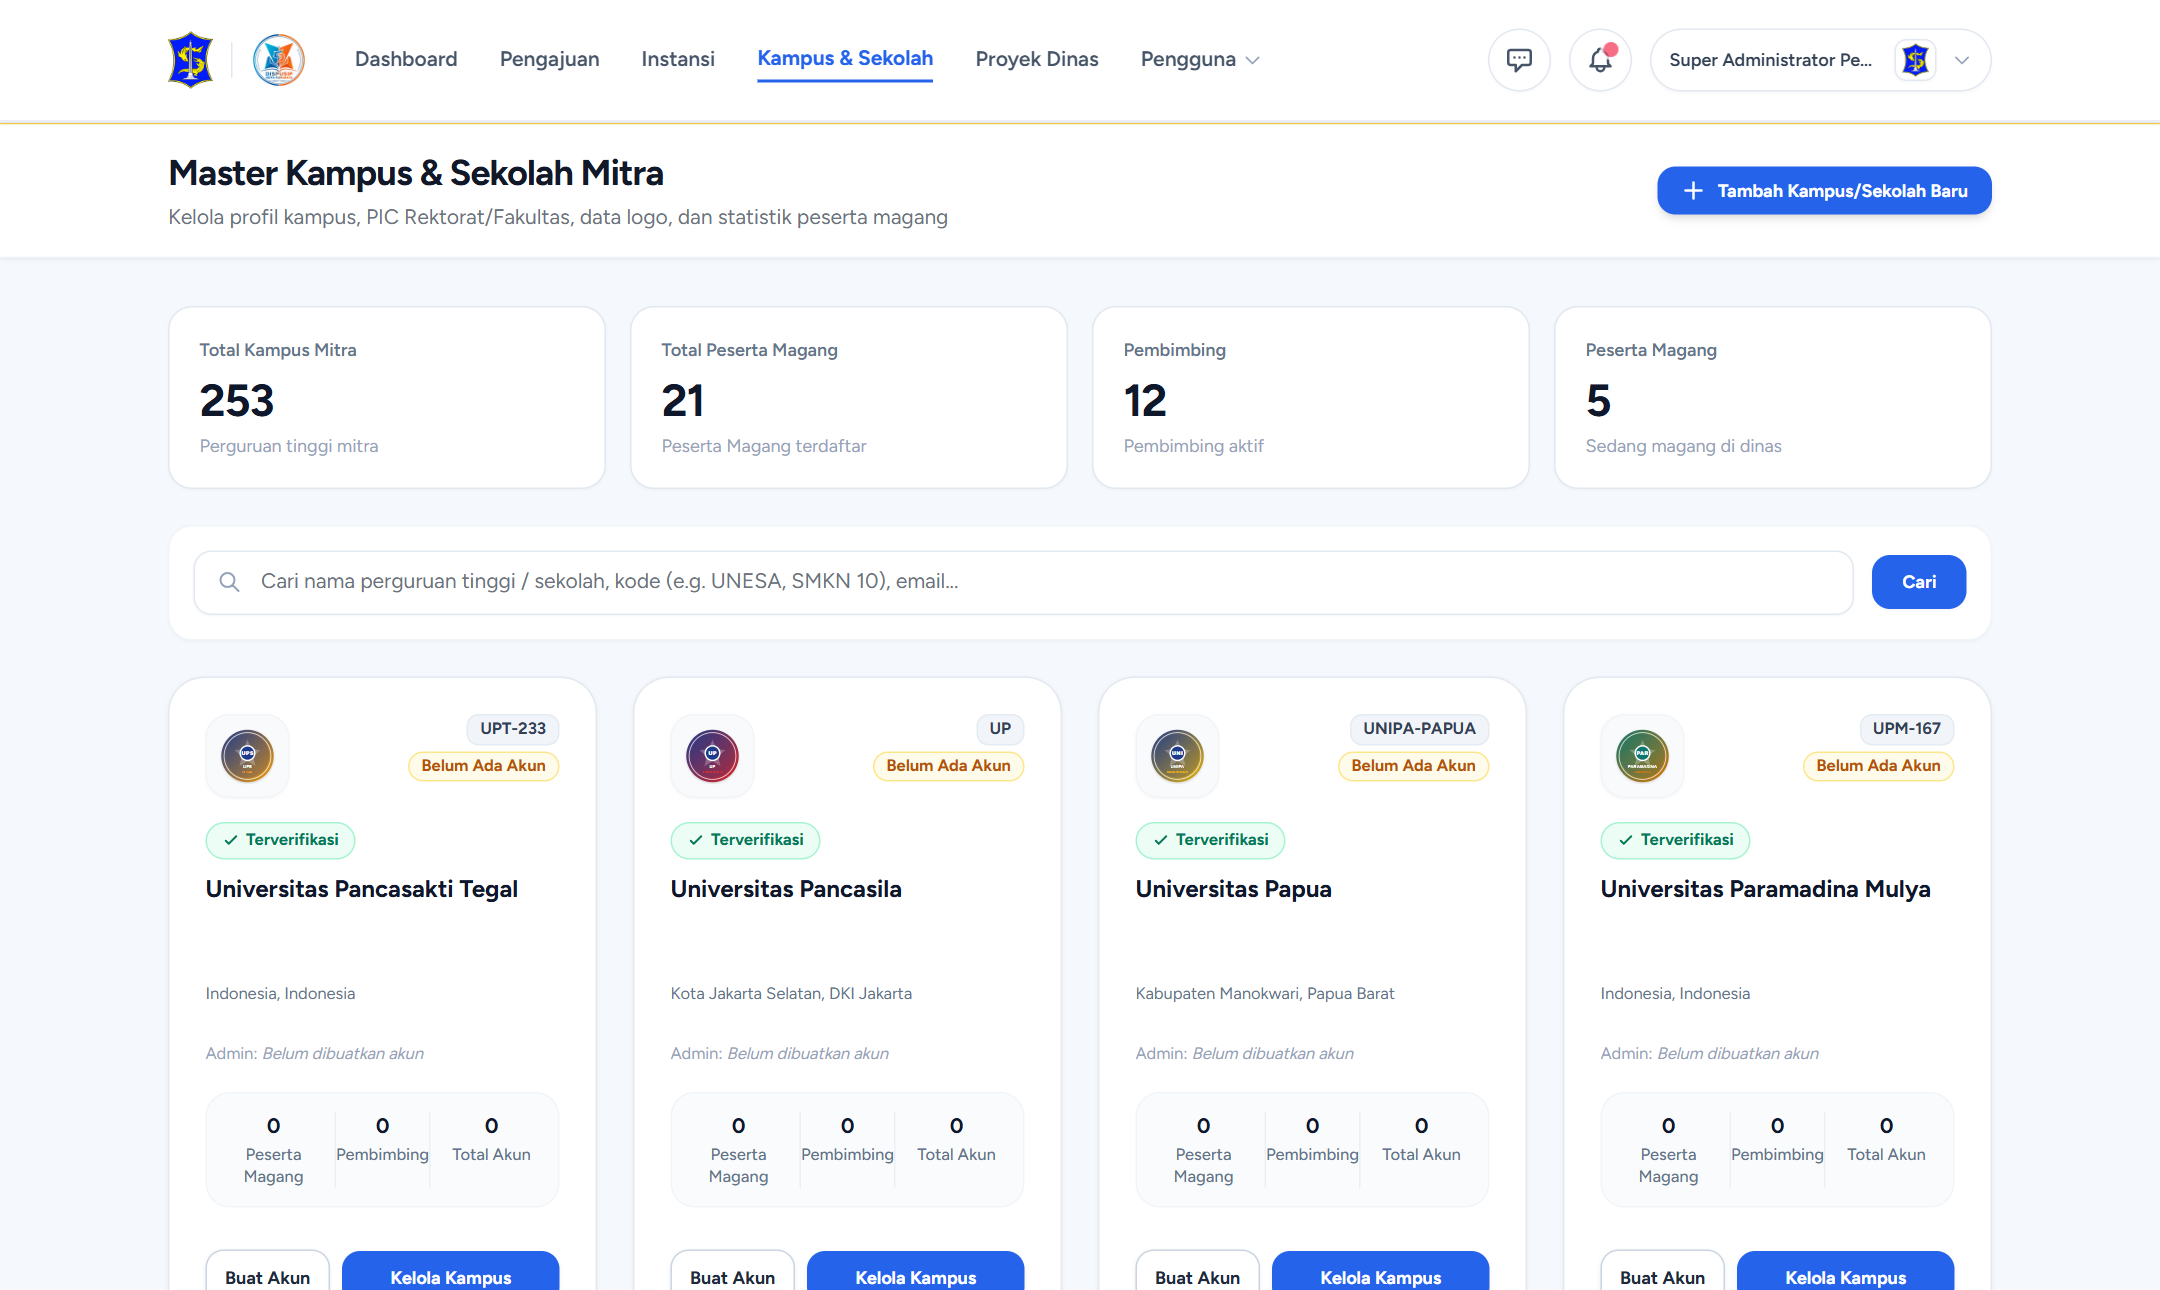 Dashboard
Pengajuan
Instansi
Kampus & Sekolah
Proyek Dinas
Pengguna
Super Administrator Pe...
Master Kampus & Sekolah Mitra
Kelola profil kampus, PIC Rektorat/Fakultas, data logo, dan statistik peserta magang
Tambah Kampus/Sekolah Baru
Total Kampus Mitra
253
Perguruan tinggi mitra
Total Peserta Magang
21
Peserta Magang terdaftar
Pembimbing
12
Pembimbing aktif
Peserta Magang
5
Sedang magang di dinas
Cari nama perguruan tinggi / sekolah, kode (e.g. UNESA, SMKN 10), email...
Cari
UPT-233
Belum Ada Akun
Terverifikasi
Universitas Pancasakti Tegal
Indonesia, Indonesia
Admin: Belum dibuatkan akun
0
Peserta
Magang
0
Pembimbing
0
Total Akun
Buat Akun
Kelola Kampus
UP
UP
Belum Ada Akun
Terverifikasi
Universitas Pancasila
Kota Jakarta Selatan, DKI Jakarta
Admin: Belum dibuatkan akun
0
Peserta
Magang
0
Pembimbing
0
Total Akun
Buat Akun
Kelola Kampus
UNI
UNIPA-PAPUA
Belum Ada Akun
Terverifikasi
Universitas Papua
Kabupaten Manokwari, Papua Barat
Admin: Belum dibuatkan akun
0
Peserta
Magang
0
Pembimbing
0
Total Akun
Buat Akun
Kelola Kampus
PAR
UPM-167
Belum Ada Akun
Terverifikasi
Universitas Paramadina Mulya
Indonesia, Indonesia
Admin: Belum dibuatkan akun
0
Peserta
Magang
0
Pembimbing
0
Total Akun
Buat Akun
Kelola Kampus